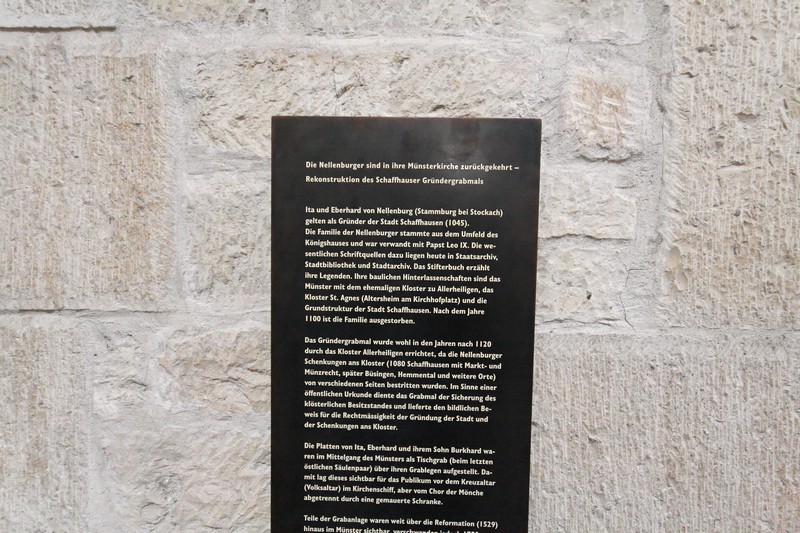 Die Nellenburger sind in ihre Münsterkirche zurückgekehrt –
Rekonstruktion des Schaffhauser Gründergrabmals
Ita und Eberhard von Nellenburg (Stammburg bei Stockach)
gelten als Gründer der Stadt Schaffhausen (1045).
Die Familie der Nellenburger stammte aus dem Umfeld des
Königshauses und war verwandt mit Papst Leo IX. Die we-
sentlichen Schriftquellen dazu liegen heute in Staatsarchiv,
Stadtbibliothek und Stadtarchiv. Das Stifterbuch erzählt
ihre Legenden. Ihre baulichen Hinterlassenschaften sind das
Münster mit dem ehemaligen Kloster zu Allerheiligen, das
Kloster St. Agnes (Altersheim am Kirchhofplatz) und die
Grundstruktur der Stadt Schaffhausen. Nach dem Jahre
1100 ist die Familie ausgestorben.
Das Gründergrabmal wurde wohl in den Jahren nach 1120
durch das Kloster Allerheiligen errichtet, da die Nellenburger
Schenkungen ans Kloster (1080 Schaffhausen mit Markt- und
Münzrecht, später Büsingen, Hemmental und weitere Orte)
von verschiedenen Seiten bestritten wurden. Im Sinne einer
öffentlichen Urkunde diente das Grabmal der Sicherung des
klösterlichen Besitzstandes und lieferte den bildlichen Be-
weis für die Rechtmässigkeit der Gründung der Stadt und
der Schenkungen ans Kloster.
Die Platten von Ita, Eberhard und ihrem Sohn Burkhard wa-
ren im Mittelgang des Münsters als Tischgrab (beim letzten
östlichen Säulenpaar) über ihren Grablegen aufgestellt. Da-
mit lag dieses sichtbar für das Publikum vor dem Kreuzaltar
(Volksaltar) im Kirchenschiff, aber vom Chor der Mönche
abgetrennt durch eine gemauerte Schranke.
Teile der Grabanlage waren weit über die Reformation (1529)
hinaus im Münster sichtbar, verschwanden